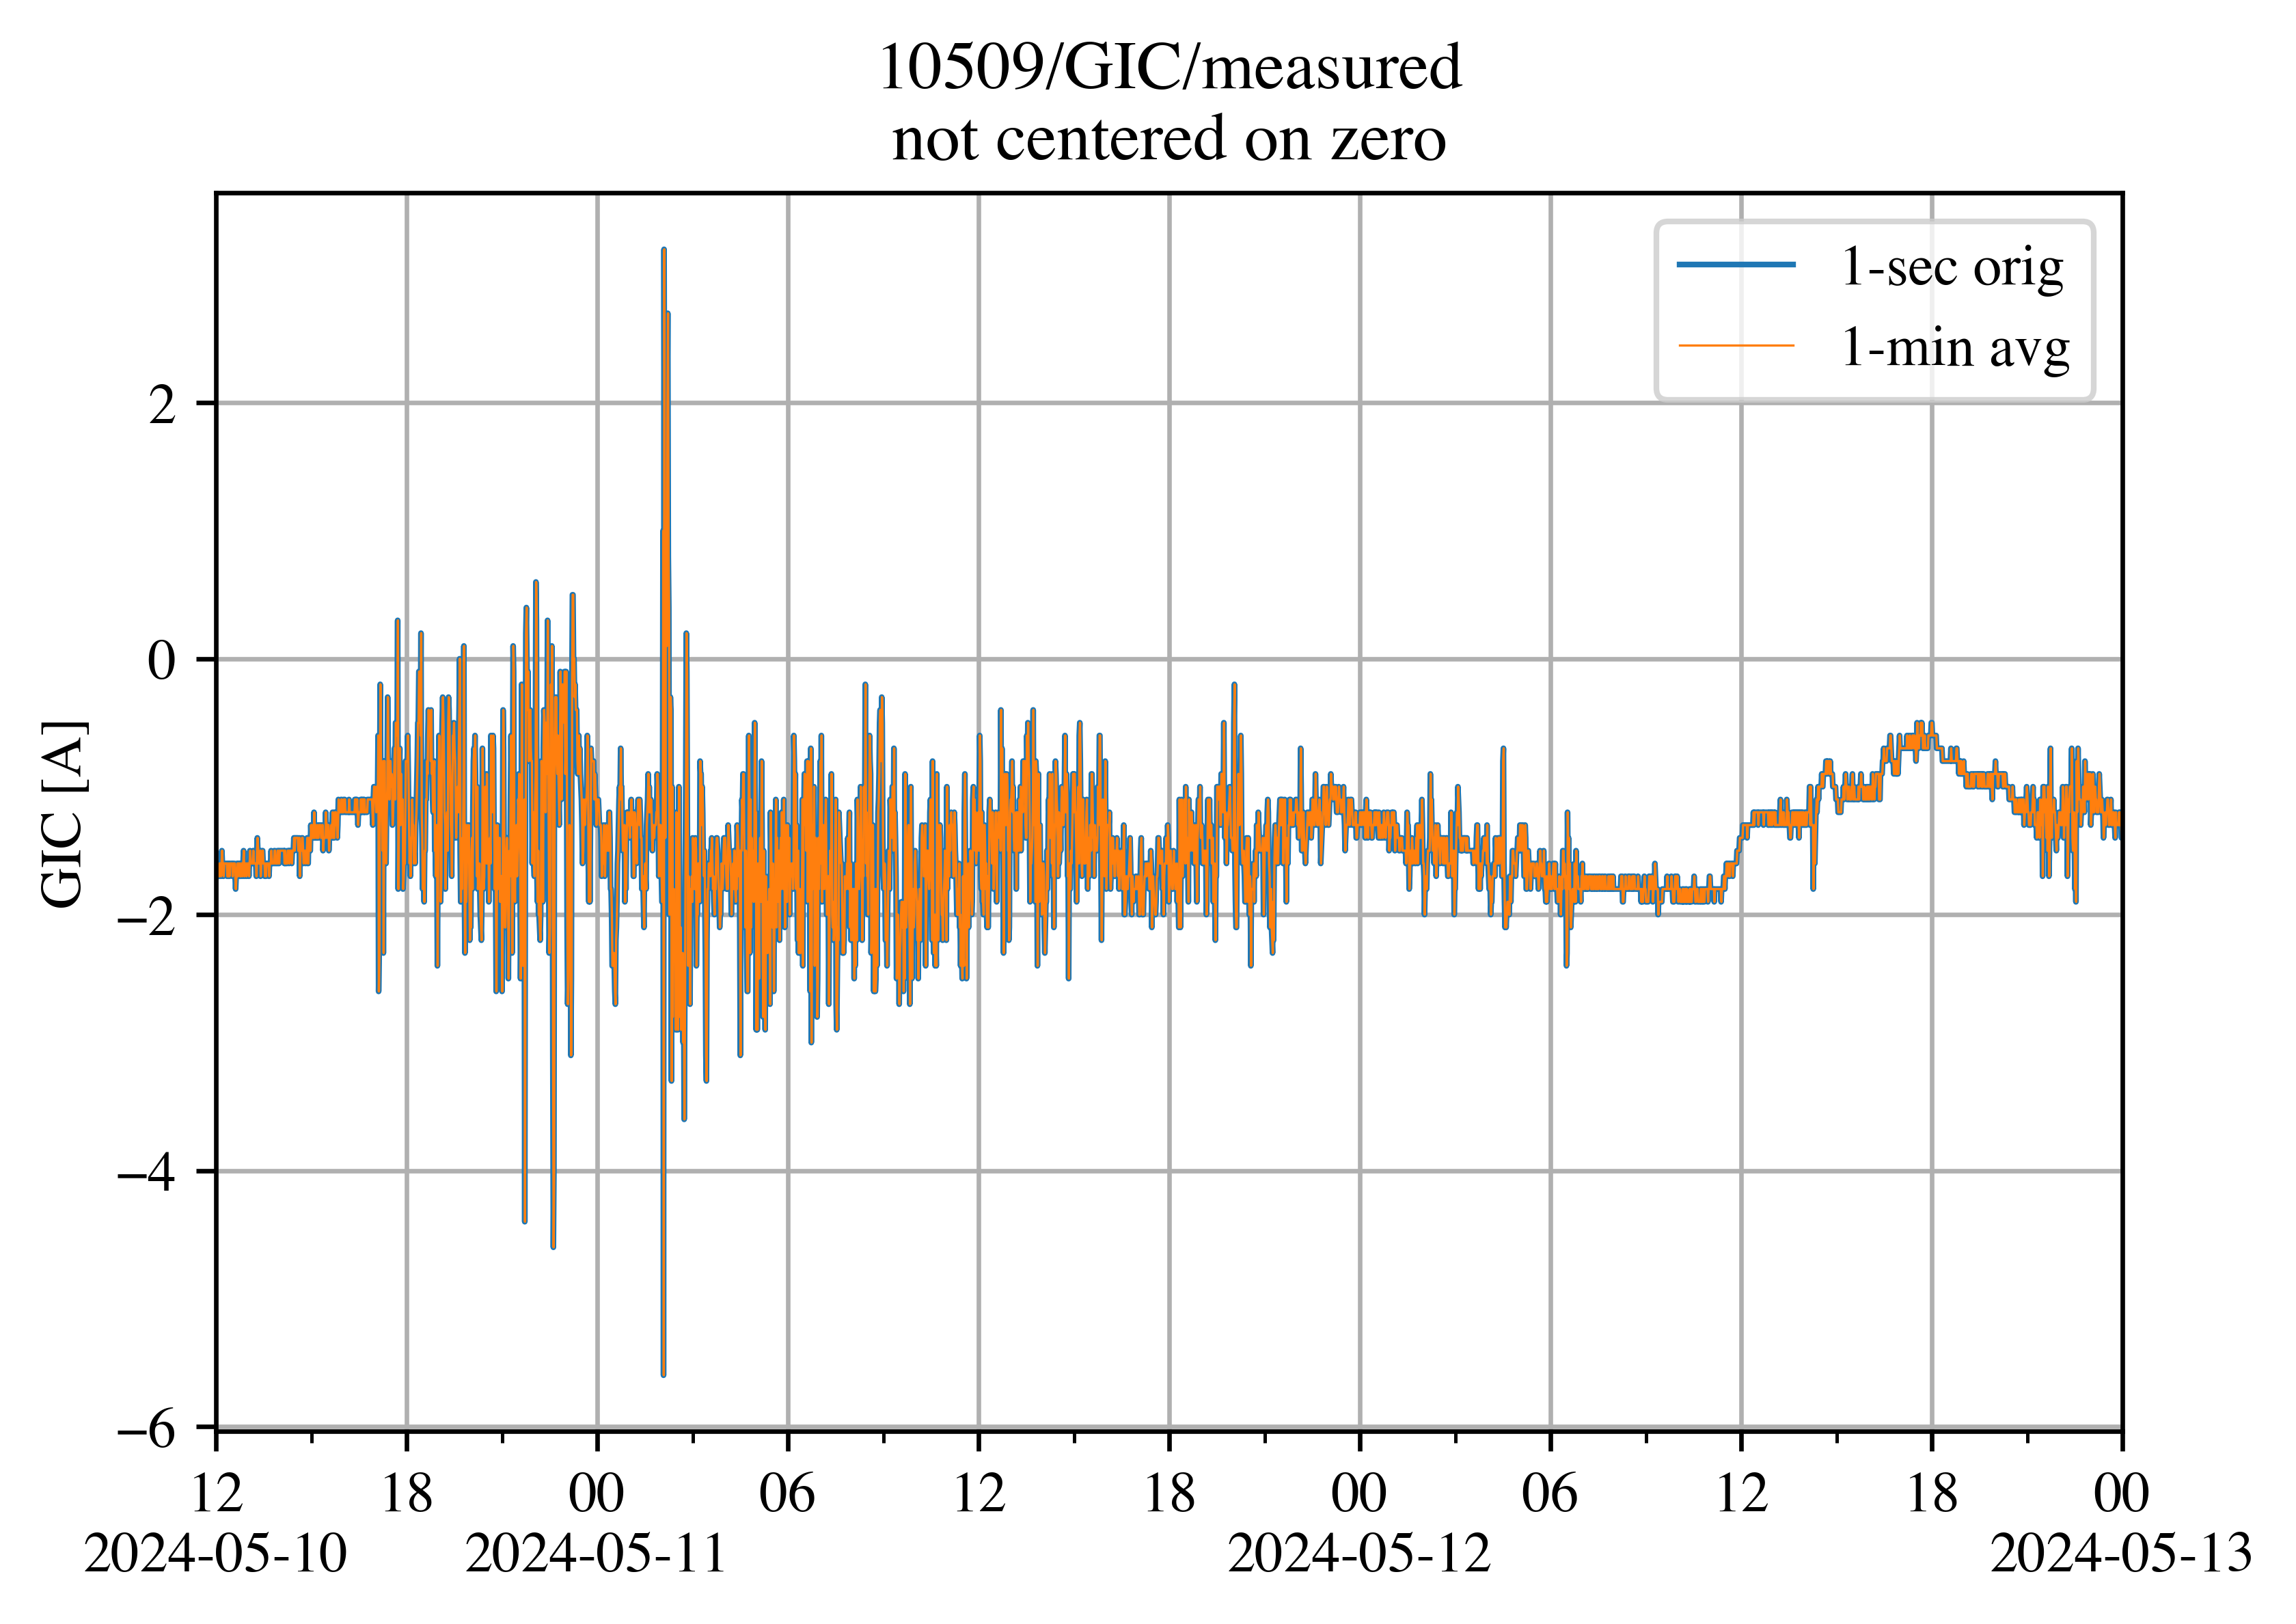 10509/GIC/measured
not centered on zero
1-sec orig
1-min avg
GIC [A]
2
0
−2
−4
−6
12 18 00 06 12 18 00 06 12 18 00
2024-05-10 2024-05-11 2024-05-12 2024-05-13